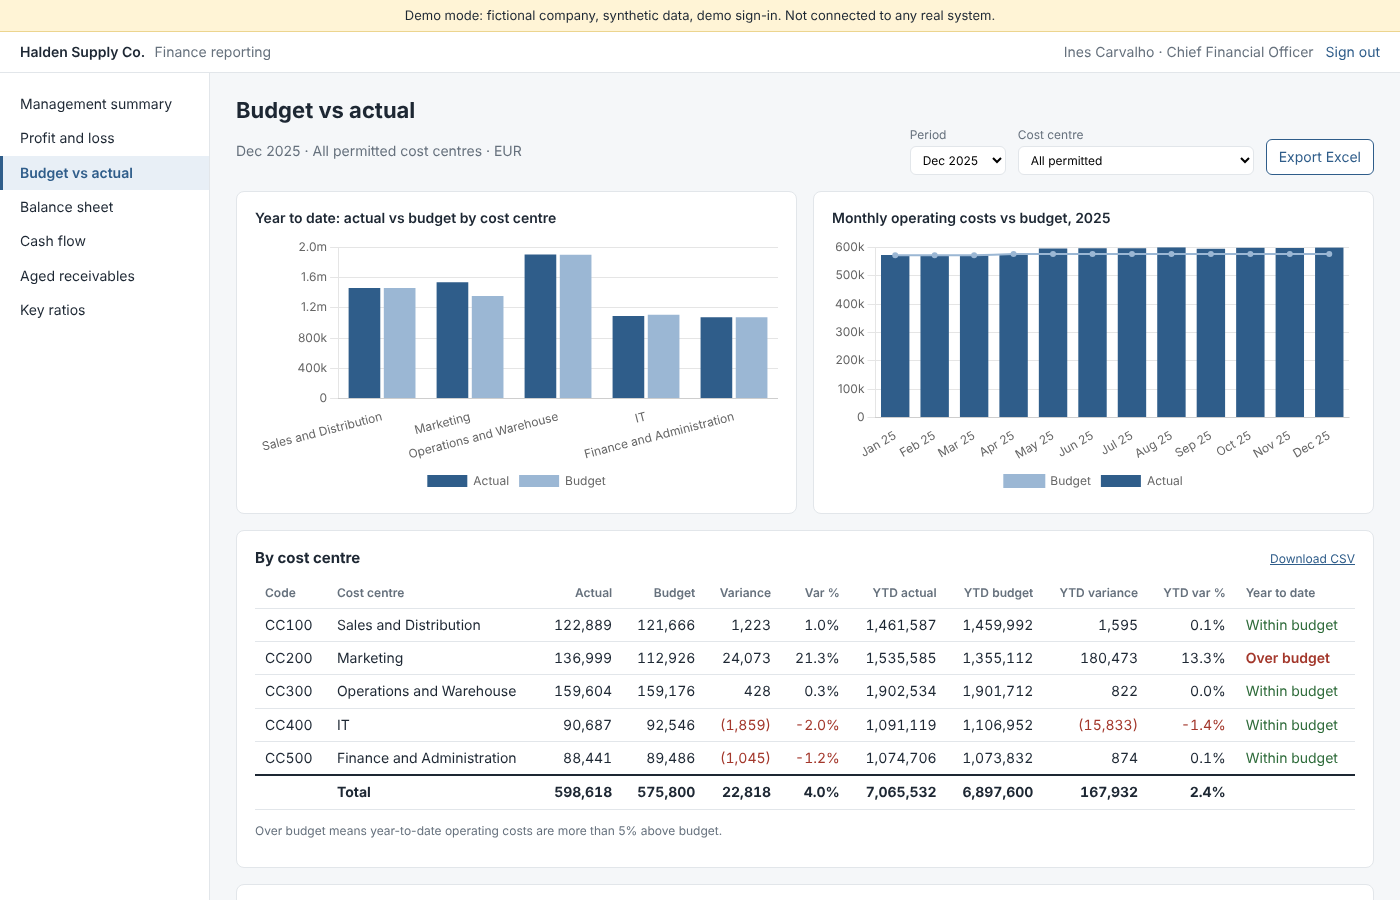 Demo mode: fictional company, synthetic data, demo sign-in. Not connected to any real system.
Halden Supply Co. Finance reporting
Ines Carvalho · Chief Financial Officer Sign out
Management summary
Profit and loss
Budget vs actual
Balance sheet
Cash flow
Aged receivables
Key ratios
Budget vs actual
Dec 2025 · All permitted cost centres · EUR
Period Cost centre
Dec 2025 All permitted Export Excel
Year to date: actual vs budget by cost centre
2.0m
1.6m
1.2m
800k
400k
0
Sales and Distribution Marketing Operations and Warehouse IT Finance and Administration
Actual Budget
Monthly operating costs vs budget, 2025
600k
500k
400k
300k
200k
100k
0
Jan 25 Feb 25 Mar 25 Apr 25 May 25 Jun 25 Jul 25 Aug 25 Sep 25 Oct 25 Nov 25 Dec 25
Budget Actual
By cost centre Download CSV
Code Cost centre Actual Budget Variance Var % YTD actual YTD budget YTD variance YTD var % Year to date
CC100 Sales and Distribution 122,889 121,666 1,223 1.0% 1,461,587 1,459,992 1,595 0.1% Within budget
CC200 Marketing 136,999 112,926 24,073 21.3% 1,535,585 1,355,112 180,473 13.3% Over budget
CC300 Operations and Warehouse 159,604 159,176 428 0.3% 1,902,534 1,901,712 822 0.0% Within budget
CC400 IT 90,687 92,546 (1,859) -2.0% 1,091,119 1,106,952 (15,833) -1.4% Within budget
CC500 Finance and Administration 88,441 89,486 (1,045) -1.2% 1,074,706 1,073,832 874 0.1% Within budget
Total 598,618 575,800 22,818 4.0% 7,065,532 6,897,600 167,932 2.4%
Over budget means year-to-date operating costs are more than 5% above budget.